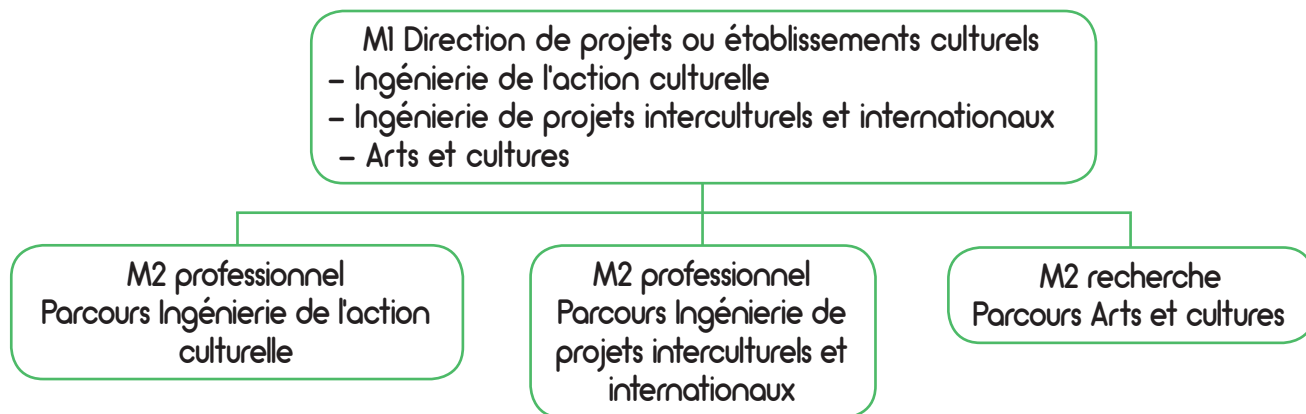 M1 Direction de projets ou établissements culturels
– Ingénierie de l'action culturelle
– Ingénierie de projets interculturels et internationaux
– Arts et cultures
M2 professionnel
Parcours Ingénierie de l'action
culturelle
M2 professionnel
Parcours Ingénierie de
projets interculturels et
internationaux
M2 recherche
Parcours Arts et cultures